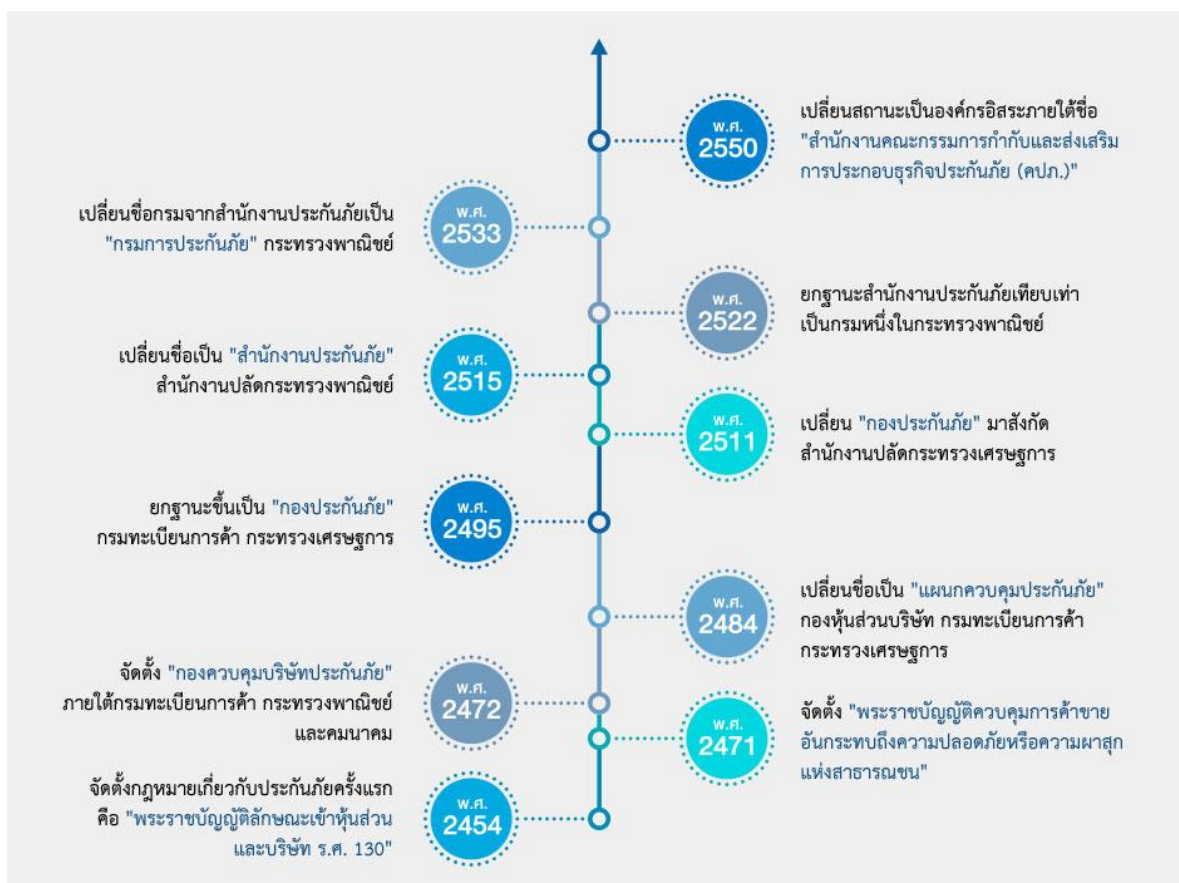 พ.ศ.
2550
เปลี่ยนสถานะเป็นองค์กรอิสระภายใต้ชื่อ
"สำนักงานคณะกรรมการกำกับและส่งเสริม
การประกอบธุรกิจประกันภัย (คปภ.)"
เปลี่ยนชื่อกรมจากสำนักงานประกันภัยเป็น
"กรมการประกันภัย" กระทรวงพาณิชย์
พ.ศ.
2533
พ.ศ.
2522
ยกฐานะสำนักงานประกันภัยเทียบเท่า
เป็นกรมหนึ่งในกระทรวงพาณิชย์
เปลี่ยนชื่อเป็น "สำนักงานประกันภัย"
สำนักงานปลัดกระทรวงพาณิชย์
พ.ศ.
2515
พ.ศ.
2511
เปลี่ยน "กองประกันภัย" มาสังกัด
สำนักงานปลัดกระทรวงเศรษฐการ
ยกฐานะขึ้นเป็น "กองประกันภัย"
กรมทะเบียนการค้า กระทรวงเศรษฐการ
พ.ศ.
2495
พ.ศ.
2484
เปลี่ยนชื่อเป็น "แผนกควบคุมประกันภัย"
กองหุ้นส่วนบริษัท กรมทะเบียนการค้า
กระทรวงเศรษฐการ
จัดตั้ง "กองควบคุมบริษัทประกันภัย"
ภายใต้กรมทะเบียนการค้า กระทรวงพาณิชย์
และคมนาคม
พ.ศ.
2472
พ.ศ.
2471
จัดตั้ง "พระราชบัญญัติควบคุมการค้าขาย
อันกระทบถึงความปลอดภัยหรือความผาสุก
แห่งสาธารณชน"
จัดตั้งกฎหมายเกี่ยวกับประกันภัยครั้งแรก
คือ "พระราชบัญญัติลักษณะเข้าหุ้นส่วน
และบริษัท ร.ศ. 130"
พ.ศ.
2454